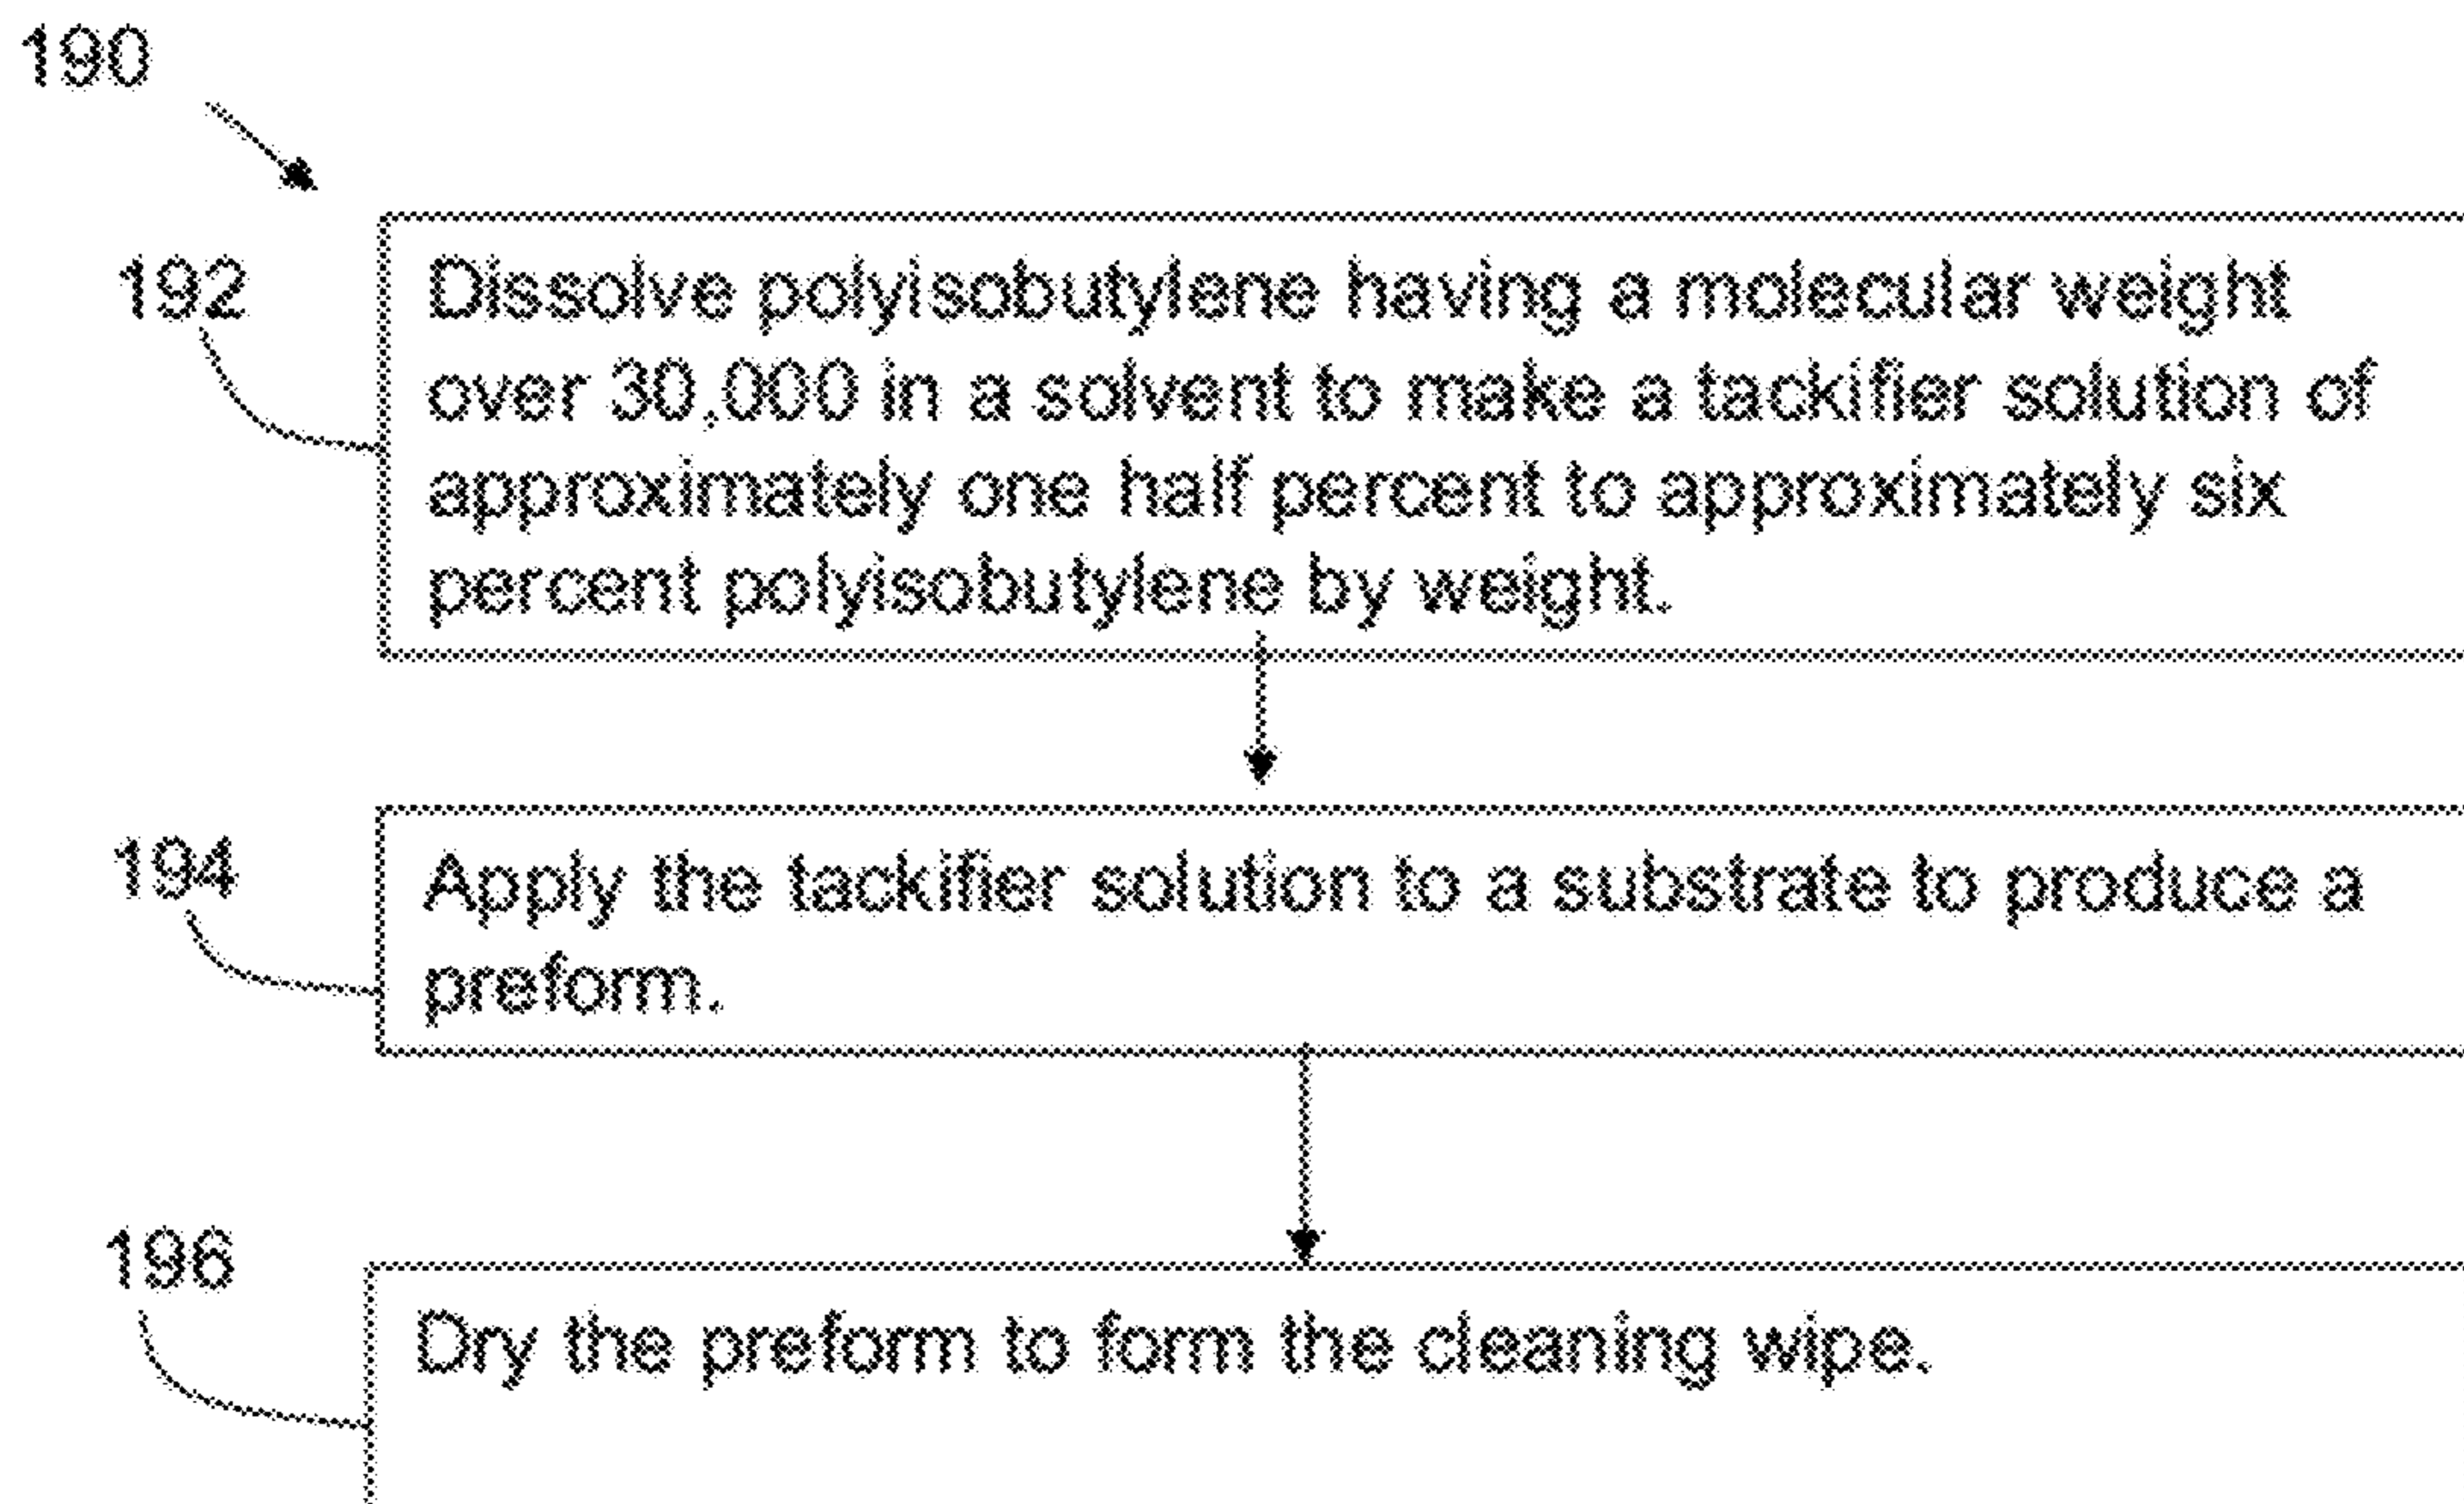 190
192
Dissolve polyisobutylene having a molecular weight
over 30,000 in a solvent to make a tackifier solution of
approximately one half percent to approximately six
percent polyisobutylene by weight.
194
Apply the tackifier solution to a substrate to produce a
preform.
196
Dry the preform to form the cleaning wipe.